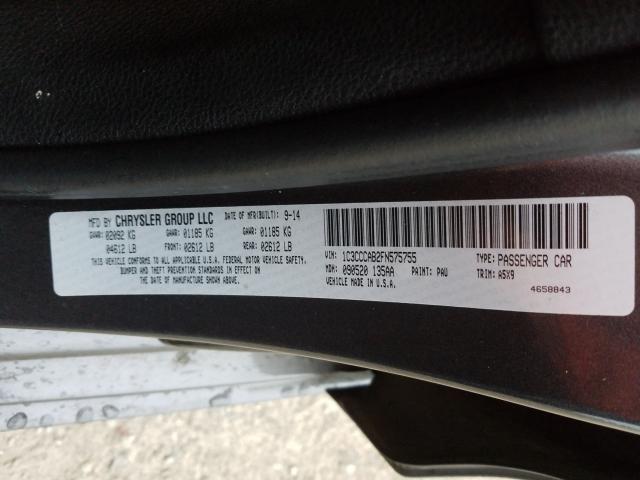 MFD BY CHRYSLER GROUP LLC DATE OF MFR(BUILT): 9-14
GVWR: 02092 KG GAWR: 01185 KG GAWR: 01185 KG
04612 LB FRONT: 02612 LB REAR: 02612 LB
THIS VEHICLE CONFORMS TO ALL APPLICABLE U.S.A. FEDERAL MOTOR VEHICLE SAFETY,
BUMPER AND THEFT PREVENTION STANDARDS IN EFFECT ON THE
DATE OF MANUFACTURE SHOWN ABOVE.
VIN: 1C3CCCAB2FN575755 TYPE: PASSENGER CAR
MDH: 090520 135AA PAINT: PAU TRIM: A5X9
VEHICLE MADE IN U.S.A.
4658843